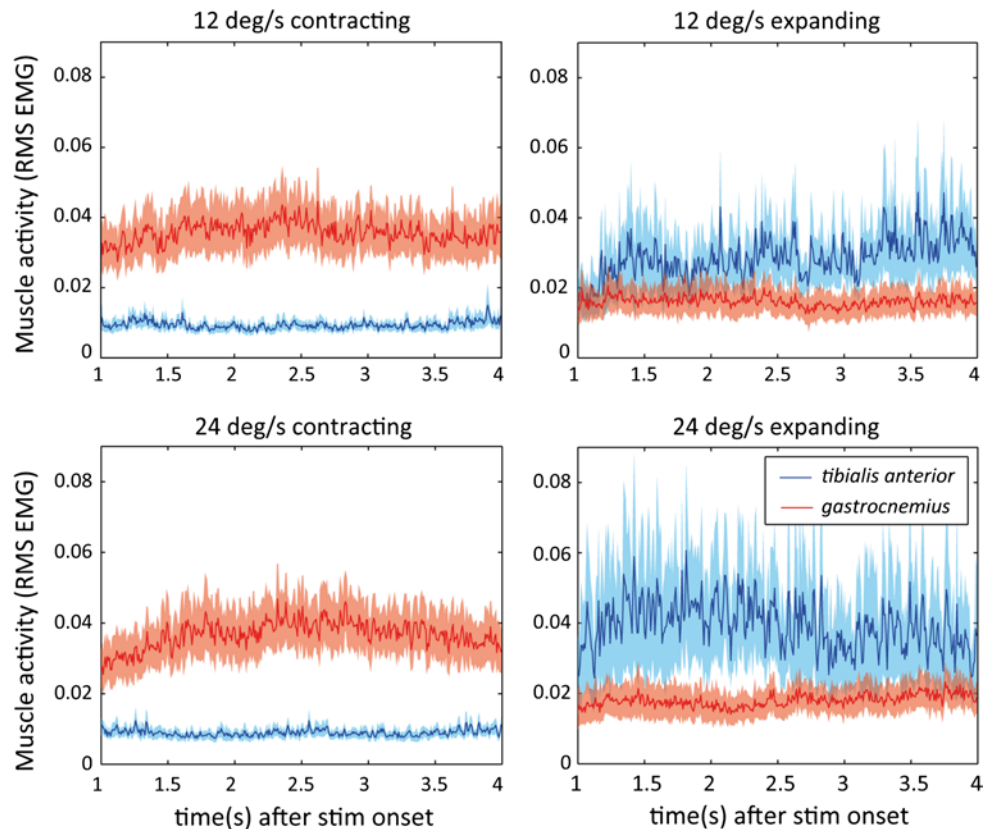 12 deg/s contracting
Muscle activity (RMS EMG)
0.08
0.06
0.04
0.02
0
1 1.5 2 2.5 3 3.5 4
12 deg/s expanding
0.08
0.06
0.04
0.02
0
1 1.5 2 2.5 3 3.5 4
24 deg/s contracting
Muscle activity (RMS EMG)
0.08
0.06
0.04
0.02
0
1 1.5 2 2.5 3 3.5 4
time(s) after stim onset
24 deg/s expanding
tibialis anterior
gastrocnemius
0.08
0.06
0.04
0.02
0
1 1.5 2 2.5 3 3.5 4
time(s) after stim onset